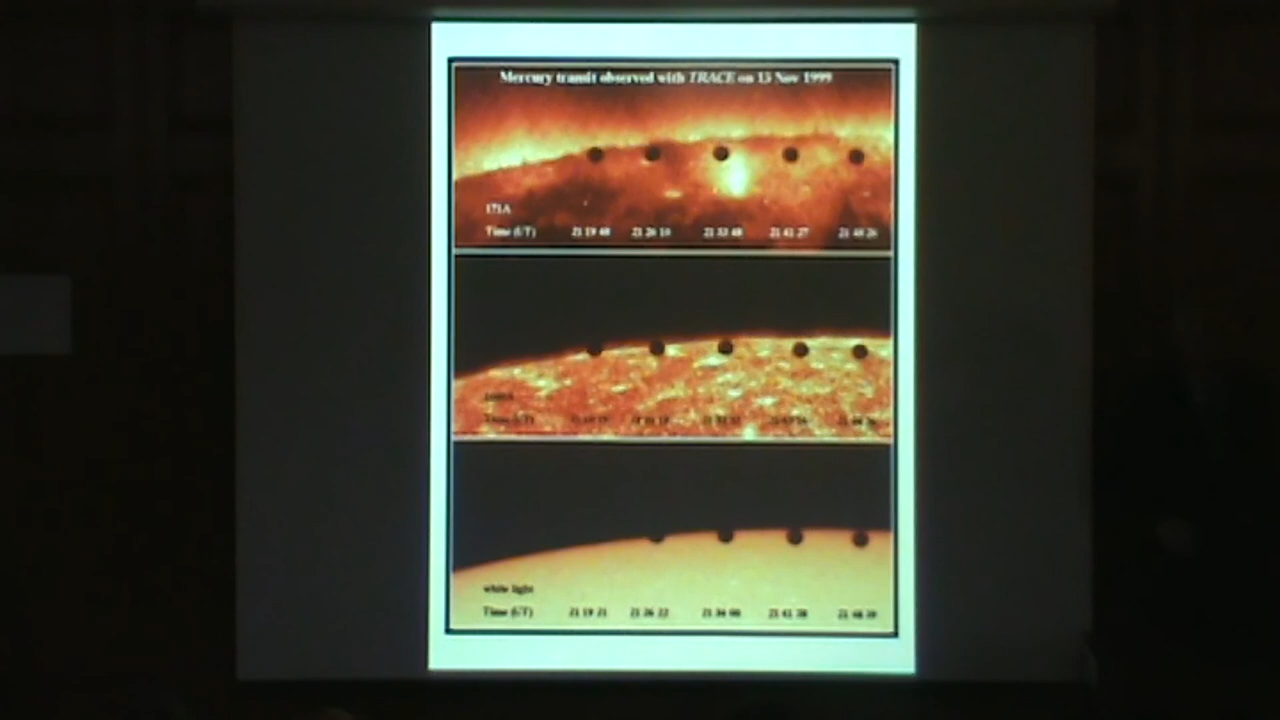 Mercury transit observed with TRACE on 15 Nov 1999
171A
Time (UT) 21 19 48 21 26 10 21 33 48 21 41 27 21 48 26
Time (UT)
white light
Time (UT) 21 19 21 21 26 22 21 34 00 21 41 38 21 48 39